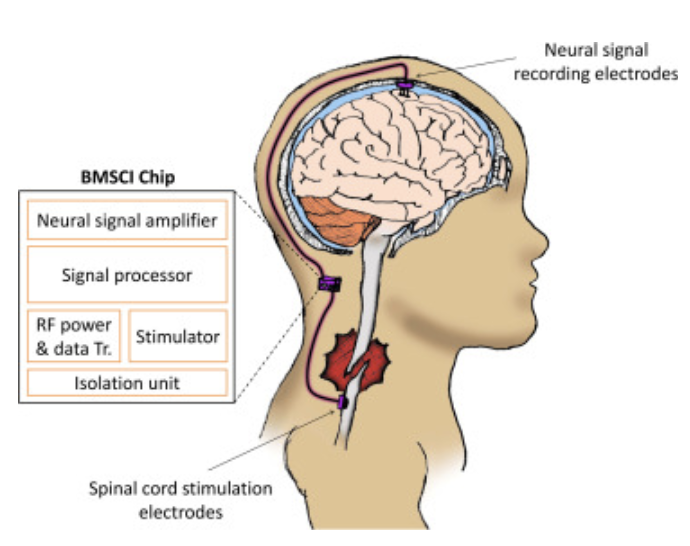 Neural signal
recording electrodes
BMSCI Chip
Neural signal amplifier
Signal processor
RF power
& data Tr.
Stimulator
Isolation unit
Spinal cord stimulation
electrodes